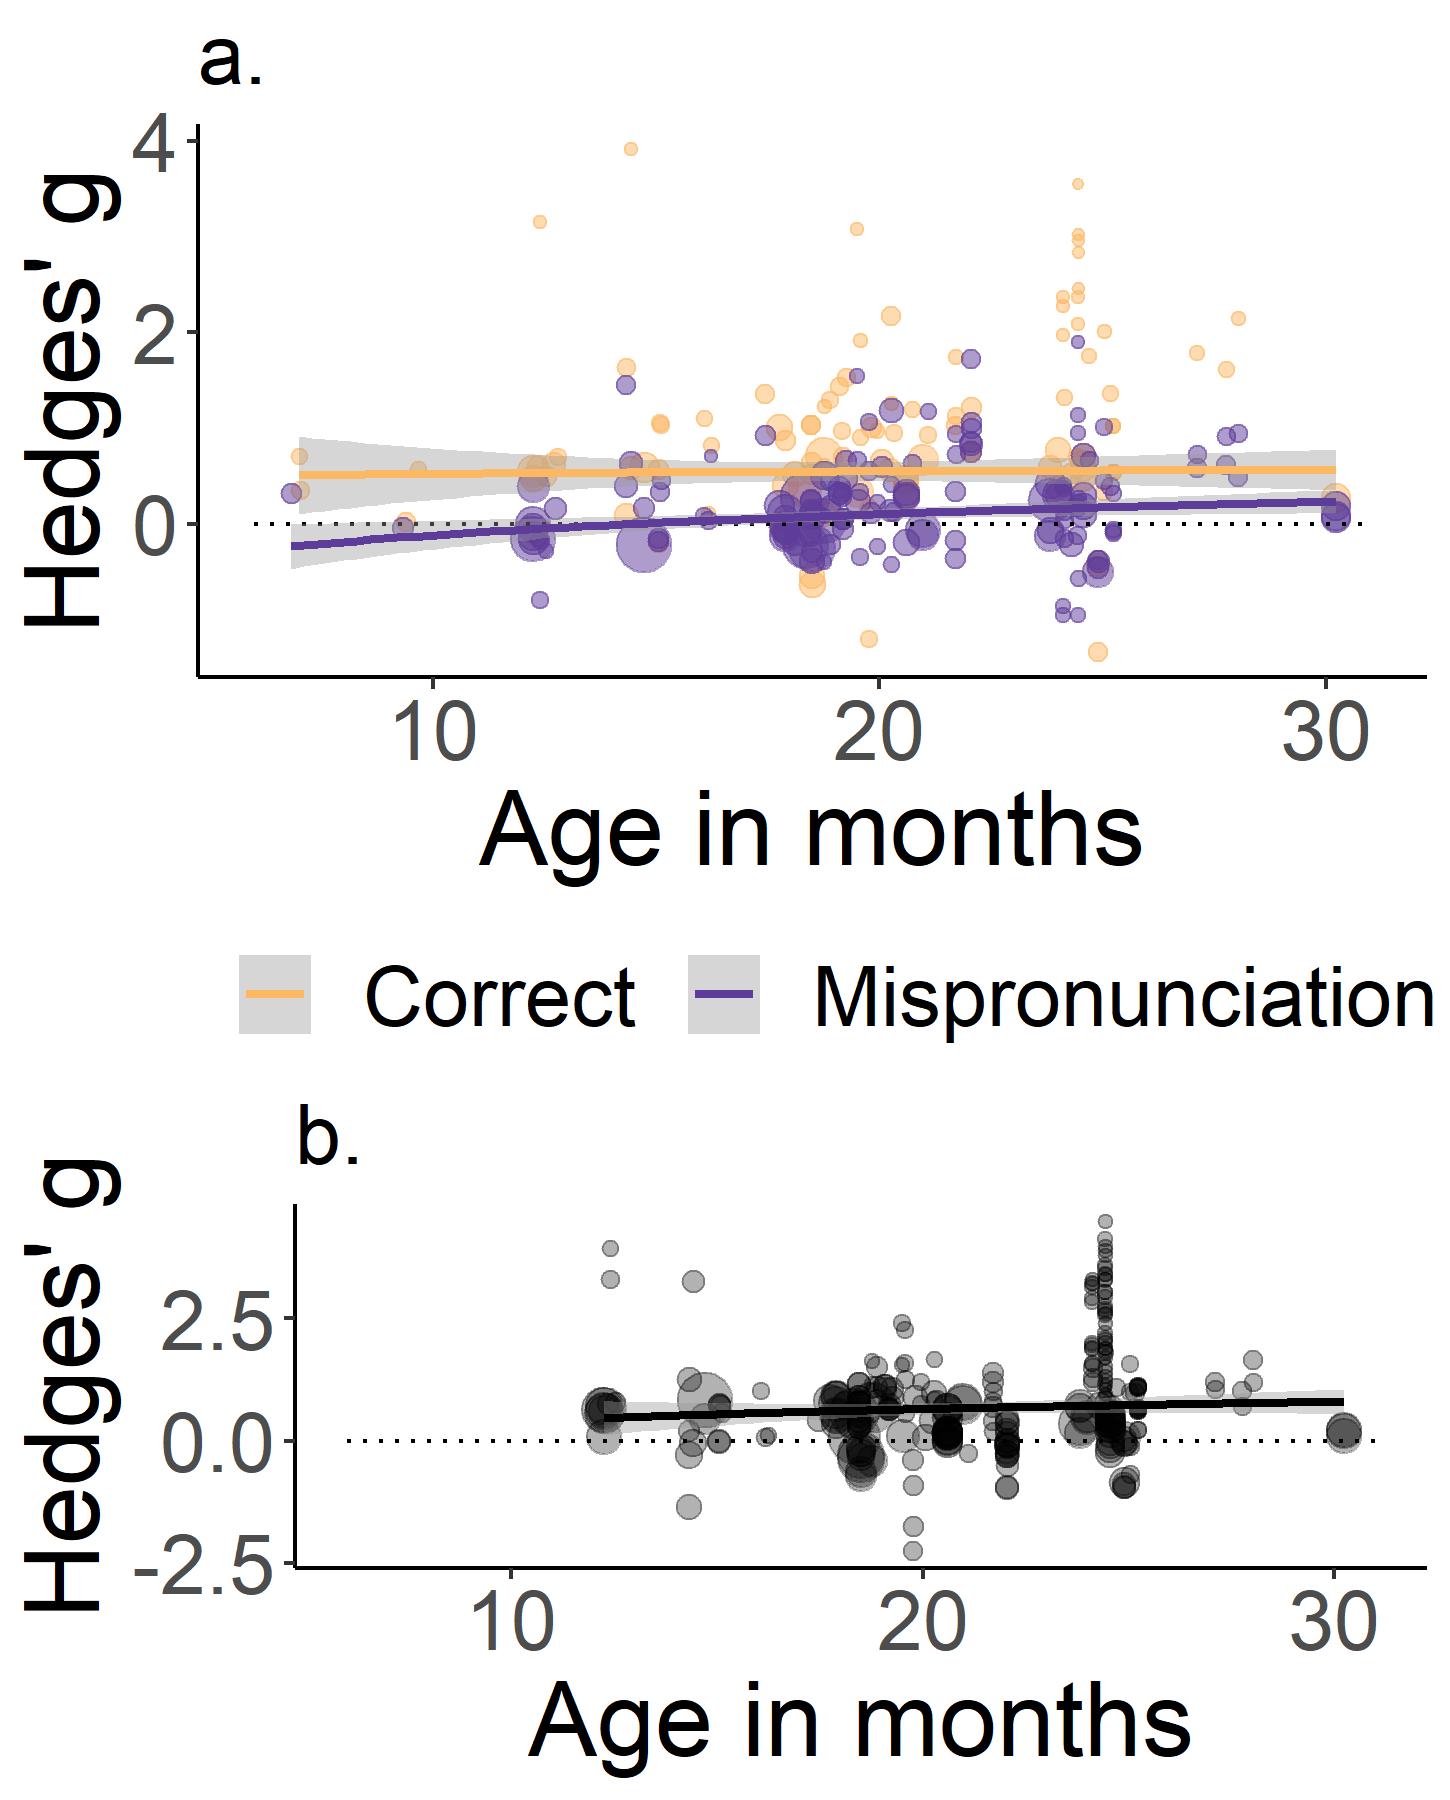 a.
Hedges' g
4
2
0
10 20 30
Age in months
Correct Mispronunciation
b.
Hedges' g
2.5
0.0
-2.5
10 20 30
Age in months